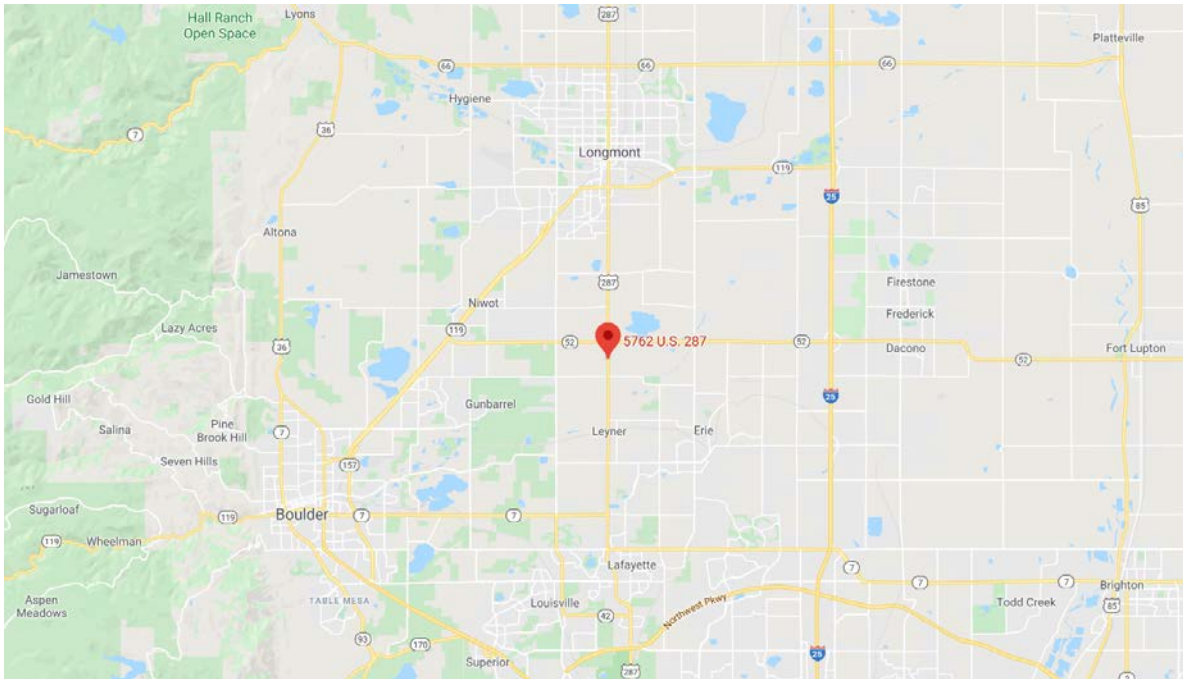 Hall Ranch
Open Space
Lyons
287
Platteville
66
66
66
Hygiene
7
36
Longmont
119
25
85
Altona
Jamestown
287
Firestone
Niwot
Frederick
Lazy Acres
119
52
5762 U.S. 287
52
Dacono
Fort Lupton
36
52
Gold Hill
25
Gunbarrel
Salina
Pine
Brook Hill
7
Leyner
Erie
Seven Hills
157
Sugarloaf
119
Boulder
7
7
119
Wheelman
Lafayette
7
7
7
Brighton
Aspen
Meadows
TABLE MESA
Louisville
42
Northwest Pkwy
Todd Creek
85
93
170
25
Superior
287
2